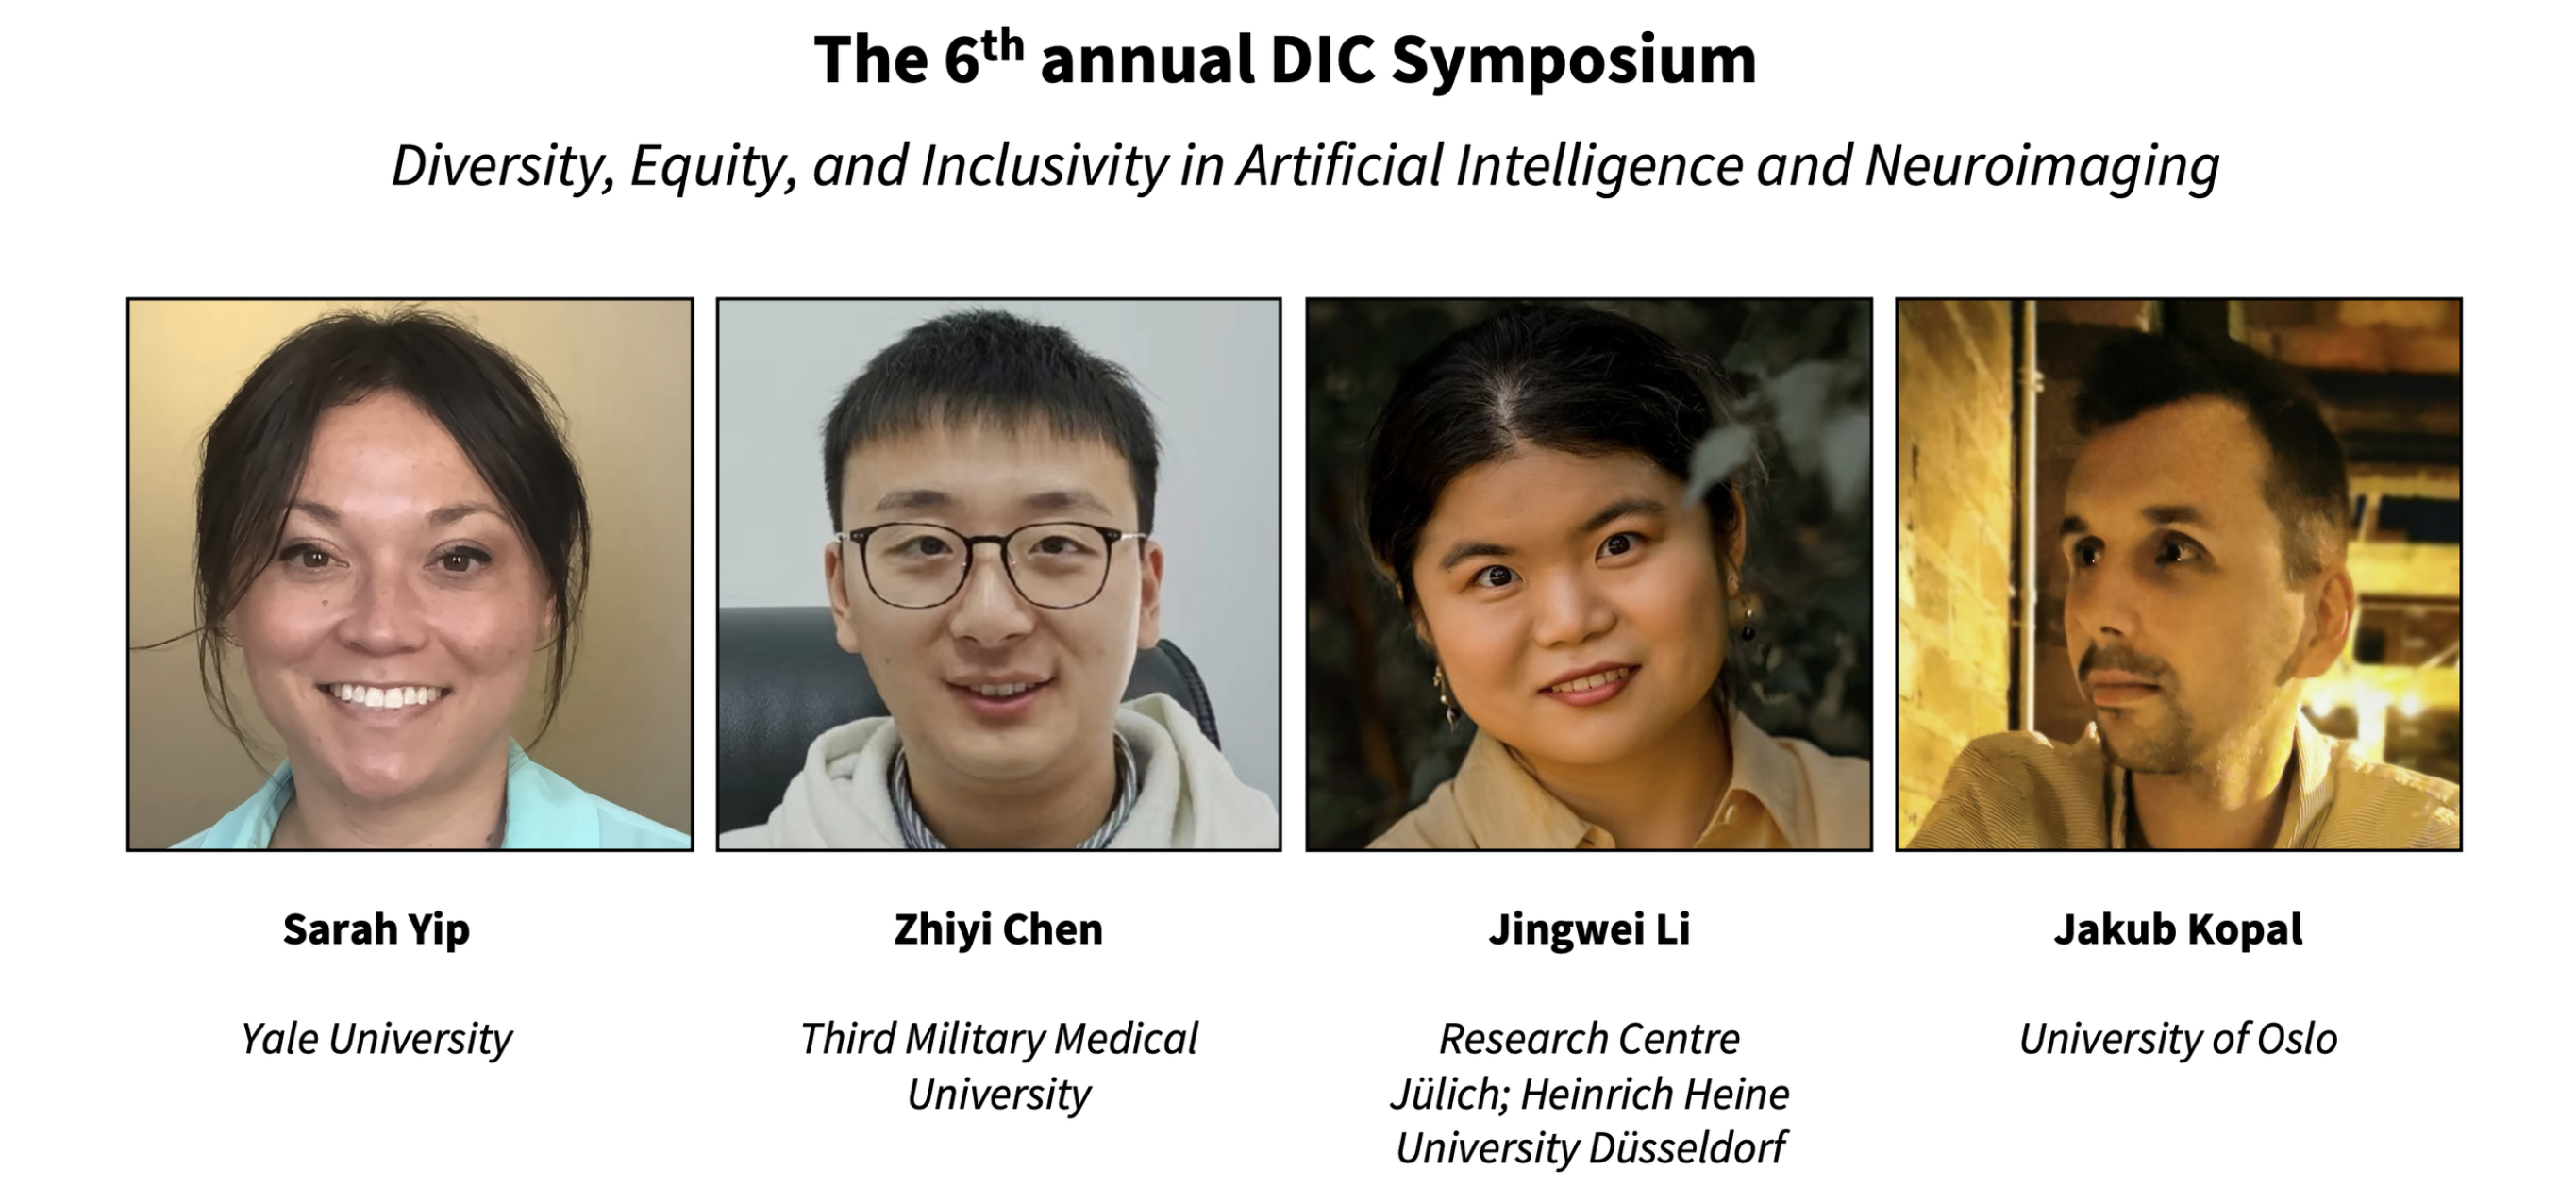 The 6th annual DIC Symposium
Diversity, Equity, and Inclusivity in Artificial Intelligence and Neuroimaging
Sarah Yip
Yale University
Zhiyi Chen
Third Military Medical
University
Jingwei Li
Research Centre
Jülich; Heinrich Heine
University Düsseldorf
Jakub Kopal
University of Oslo